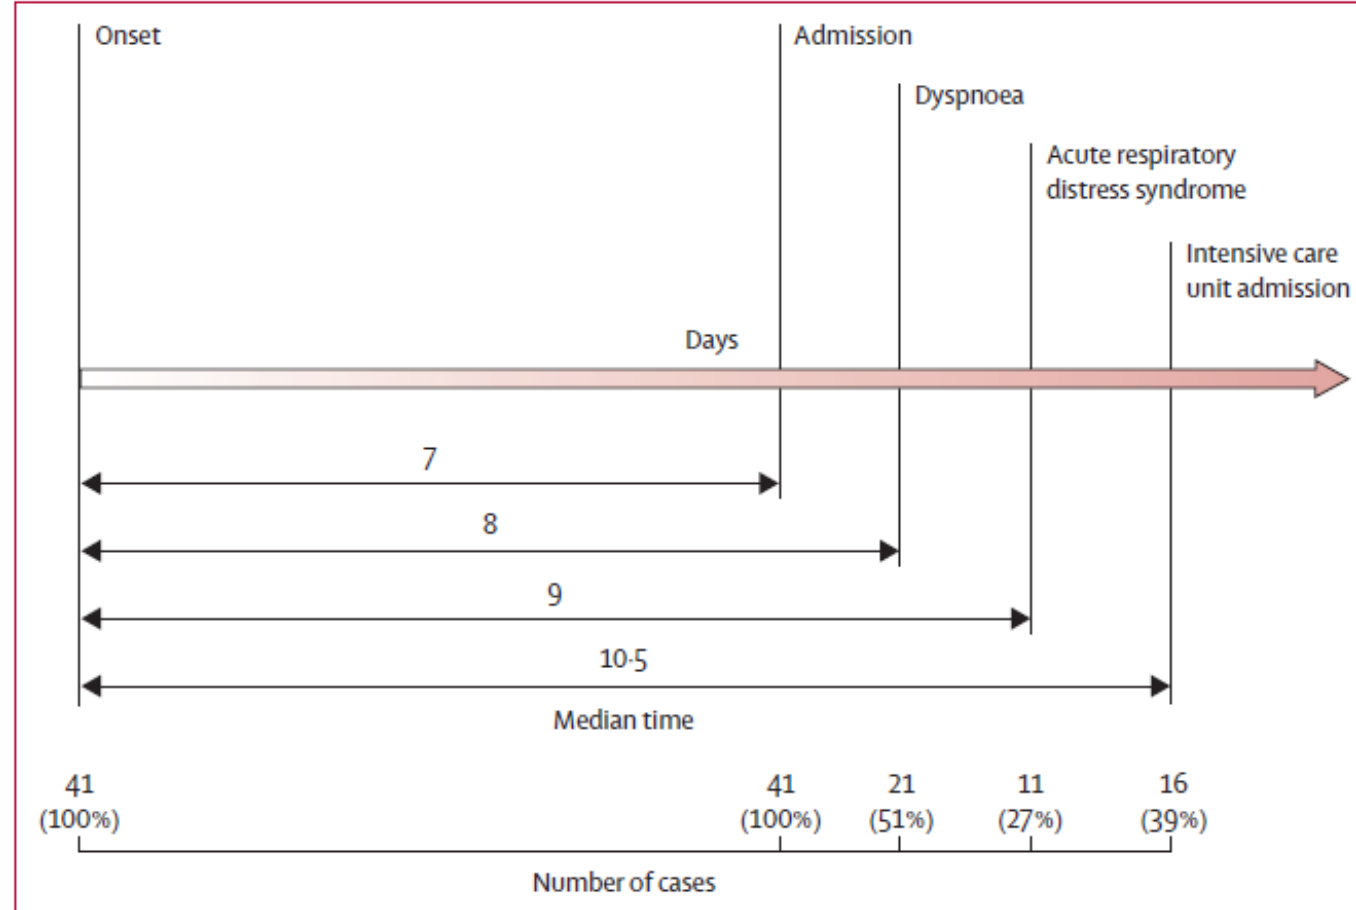 Onset
Admission
Dyspnoea
Acute respiratory
distress syndrome
Intensive care
unit admission
Days
7
8
9
10·5
Median time
41 41 21 11 16
(100%) (100%) (51%) (27%) (39%)
Number of cases